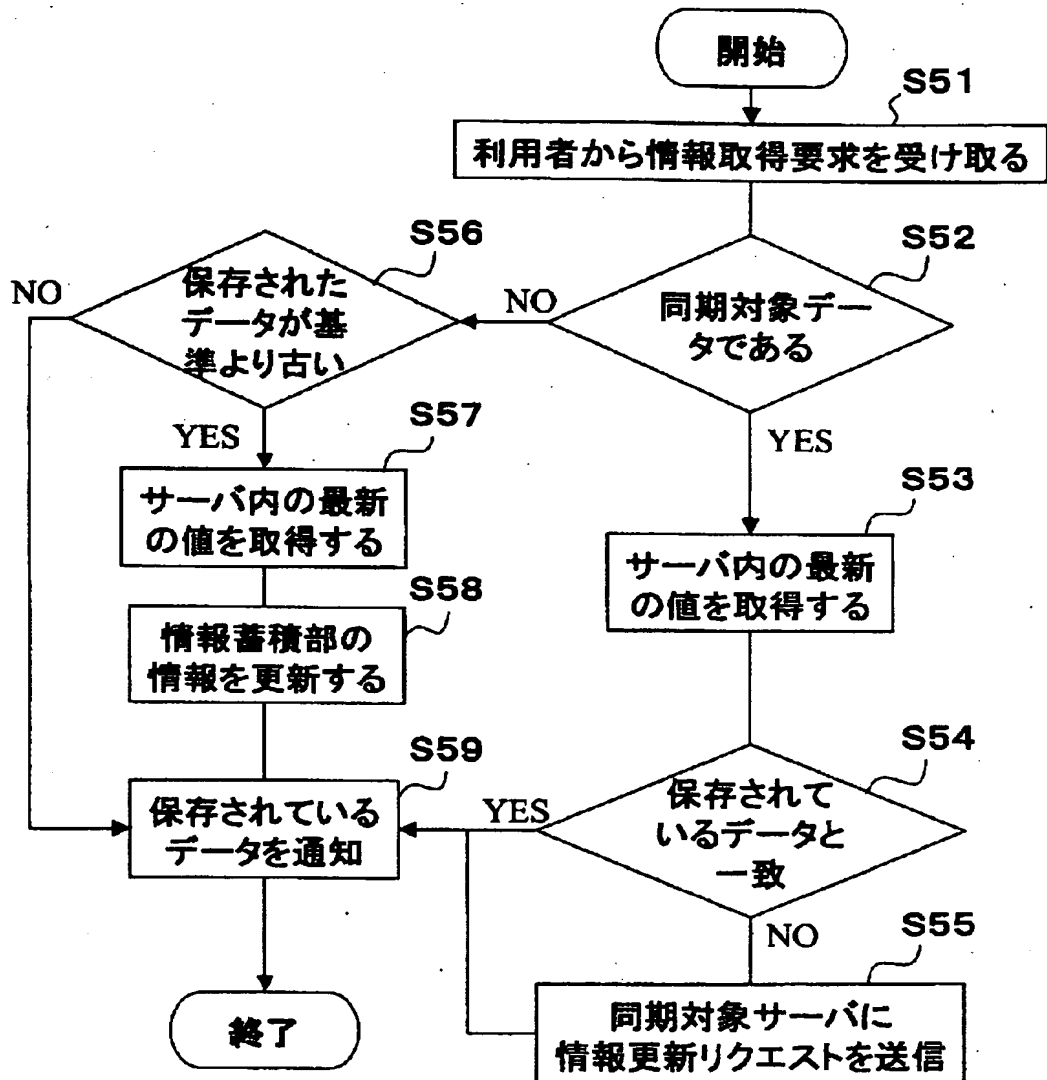 開始
S51
利用者から情報取得要求を受け取る
S52
同期対象デー
タである
NO
YES
S56
保存された
データが基
準より古い
NO
YES
S57
サーバ内の最新
の値を取得する
S53
サーバ内の最新
の値を取得する
S58
情報蓄積部の
情報を更新する
S54
保存されて
いるデータと
一致
YES
NO
S59
保存されている
データを通知
S55
同期対象サーバに
情報更新リクエストを送信
終了